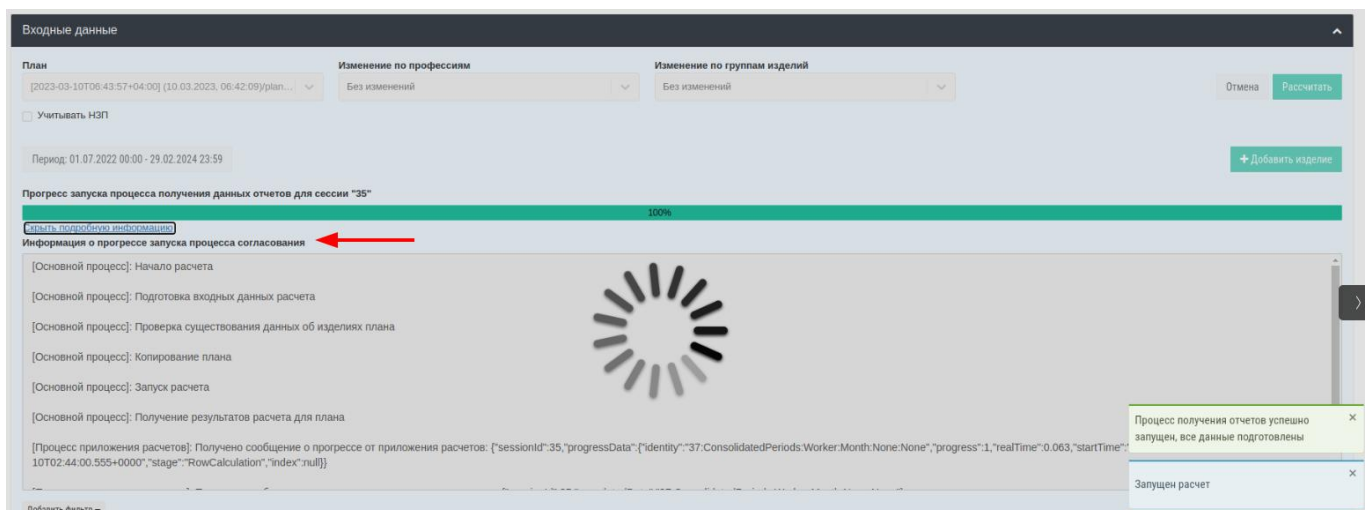 Входные данные
План Изменение по профессиям Изменение по группам изделий
[2023-03-10T06:43:57+04:00] (10.03.2023, 06:42:09)/plan... Без изменений Без изменений Отмена Рассчитать
Учитывать НЗП
Период: 01.07.2022 00:00 - 29.02.2024 23:59 + Добавить изделие
Прогресс запуска процесса получения данных отчетов для сессии "35"
100%
Скрыть подробную информацию
Информация о прогрессе запуска процесса согласования
[Основной процесс]: Начало расчета
[Основной процесс]: Подготовка входных данных расчета
[Основной процесс]: Проверка существования данных об изделиях плана
[Основной процесс]: Копирование плана
[Основной процесс]: Запуск расчета
[Основной процесс]: Получение результатов расчета для плана
[Процесс приложения расчетов]: Получено сообщение о прогрессе от приложения расчетов: {"sessionId":35,"progressData":{"identity":"37:ConsolidatedPeriods:Worker:Month:None:None","progress":1,"realTime":0.063,"startTime":
10T02:44:00.555+0000","stage":"RowCalculation","index":null}}
Процесс получения отчетов успешно
запущен, все данные подготовлены
Запущен расчет
Добавить фильтр